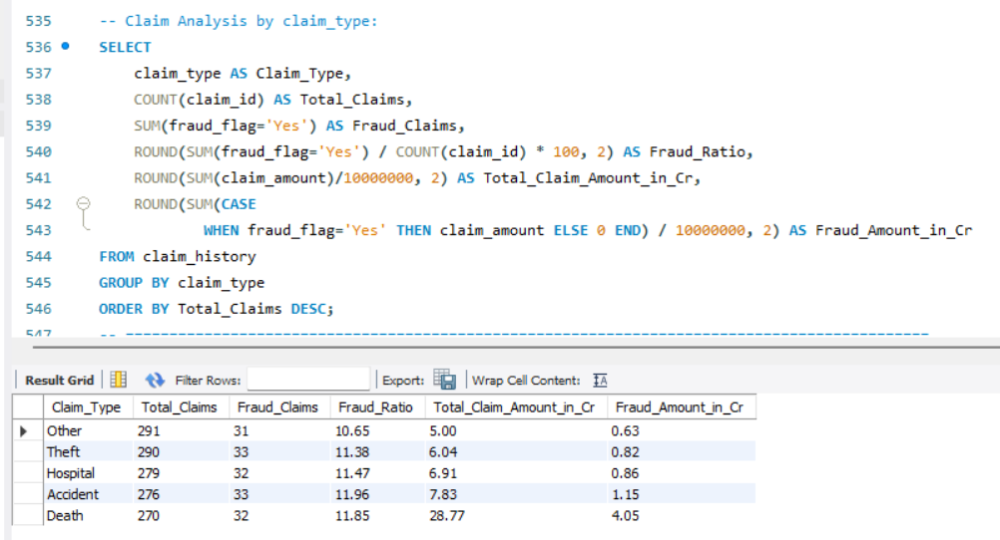 535 -- Claim Analysis by claim_type:
536 SELECT
537 claim_type AS Claim_Type,
538 COUNT(claim_id) AS Total_Claims,
539 SUM(fraud_flag='Yes') AS Fraud_Claims,
540 ROUND(SUM(fraud_flag='Yes') / COUNT(claim_id) * 100, 2) AS Fraud_Ratio,
541 ROUND(SUM(claim_amount)/10000000, 2) AS Total_Claim_Amount_in_Cr,
542 ROUND(SUM(CASE
543 WHEN fraud_flag='Yes' THEN claim_amount ELSE 0 END) / 10000000, 2) AS Fraud_Amount_in_Cr
544 FROM claim_history
545 GROUP BY claim_type
546 ORDER BY Total_Claims DESC;
547
Result Grid Filter Rows: Export: Wrap Cell Content:
Claim_Type Total_Claims Fraud_Claims Fraud_Ratio Total_Claim_Amount_in_Cr Fraud_Amount_in_Cr
Other 291 31 10.65 5.00 0.63
Theft 290 33 11.38 6.04 0.82
Hospital 279 32 11.47 6.91 0.86
Accident 276 33 11.96 7.83 1.15
Death 270 32 11.85 28.77 4.05